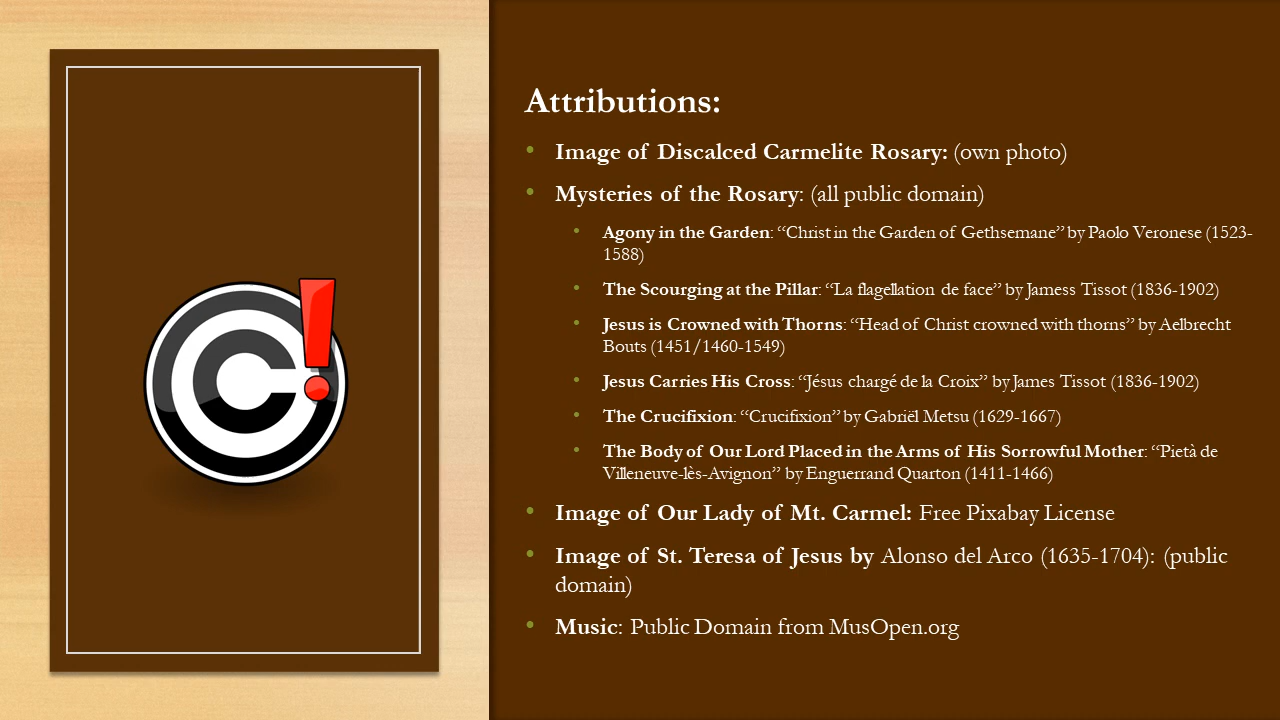 Attributions:
• Image of Discalced Carmelite Rosary: (own photo)
• Mysteries of the Rosary: (all public domain)
• Agony in the Garden: “Christ in the Garden of Gethsemane” by Paolo Veronese (1523-
1588)
• The Scourging at the Pillar: “La flagellation de face” by Jamess Tissot (1836-1902)
• Jesus is Crowned with Thorns: “Head of Christ crowned with thorns” by Aelbrecht
Bouts (1451/1460-1549)
• Jesus Carries His Cross: “Jésus chargé de la Croix” by James Tissot (1836-1902)
• The Crucifixion: “Crucifixion” by Gabriël Metsu (1629-1667)
• The Body of Our Lord Placed in the Arms of His Sorrowful Mother: “Pietà de
Villeneuve-lès-Avignon” by Enguerrand Quarton (1411-1466)
• Image of Our Lady of Mt. Carmel: Free Pixabay License
• Image of St. Teresa of Jesus by Alonso del Arco (1635-1704): (public
domain)
• Music: Public Domain from MusOpen.org